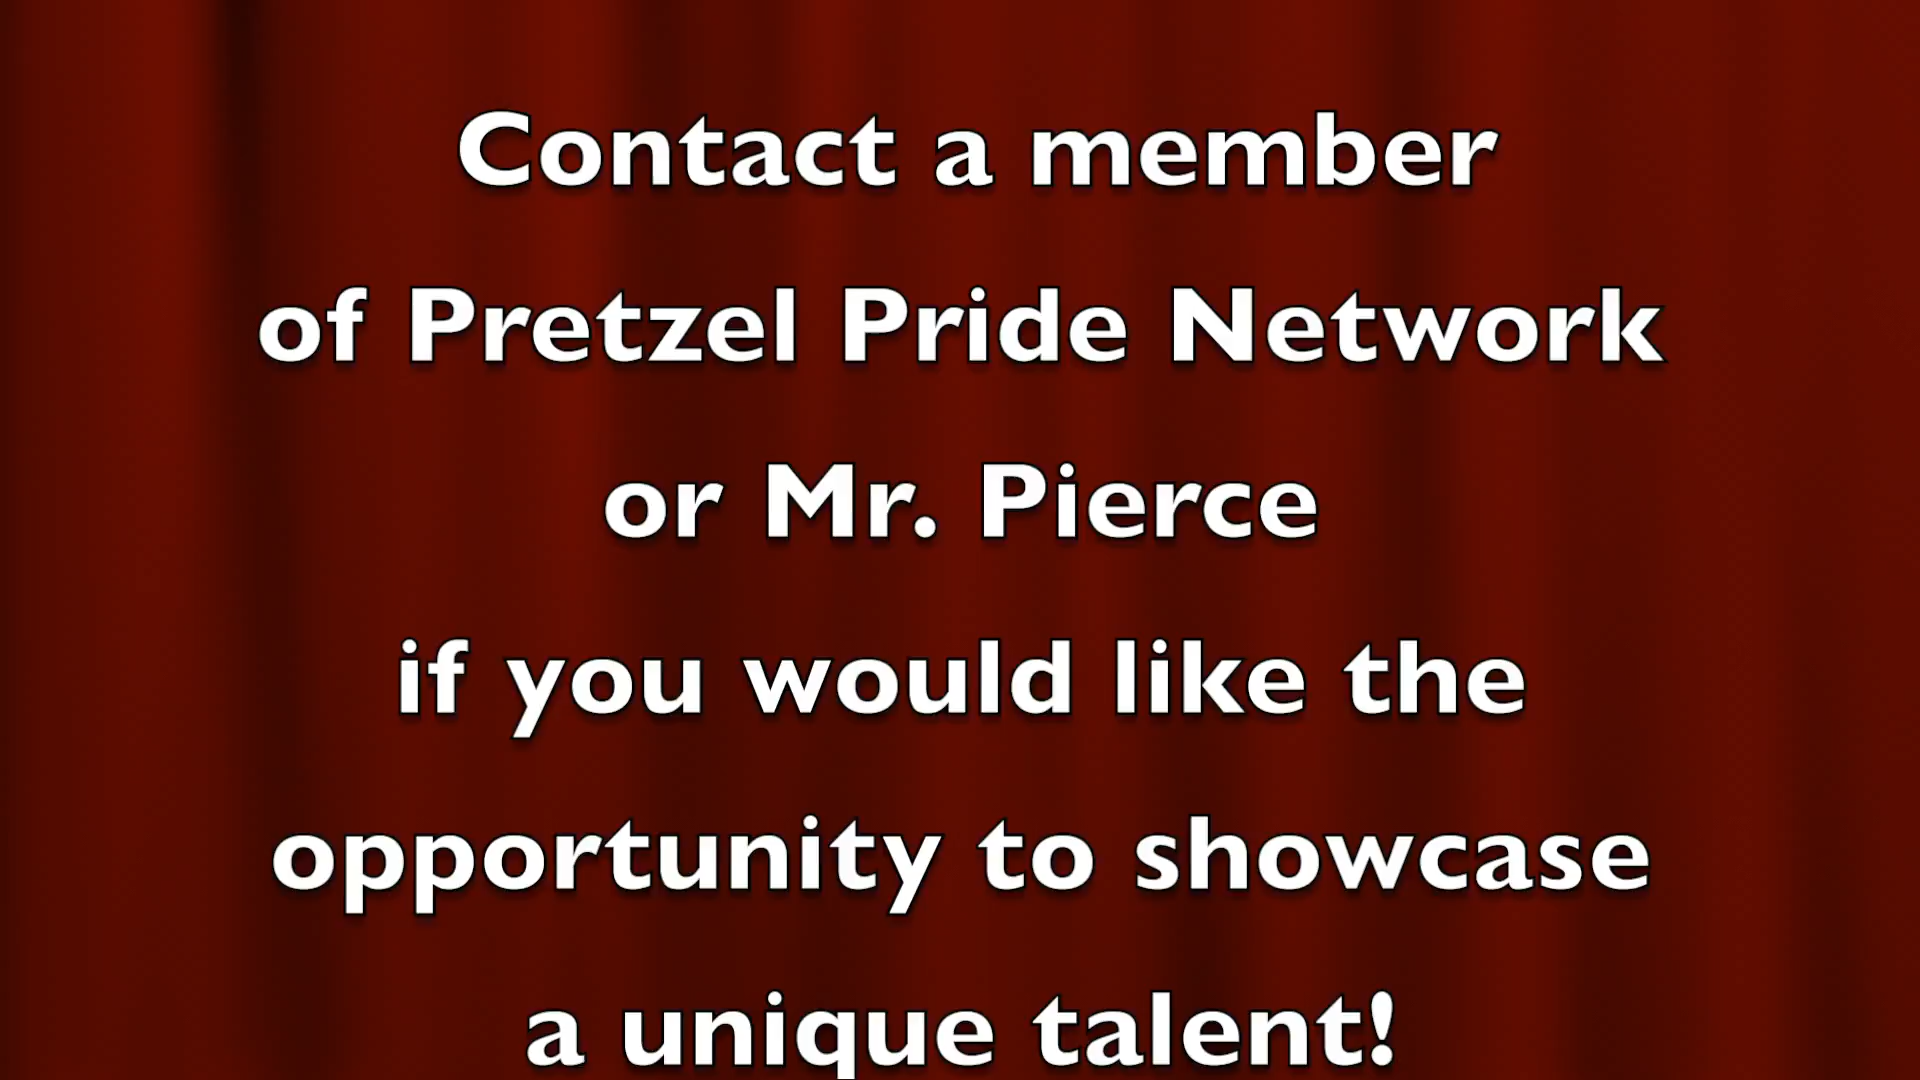 Contact a member
of Pretzel Pride Network
or Mr. Pierce
if you would like the
opportunity to showcase
a unique talent!